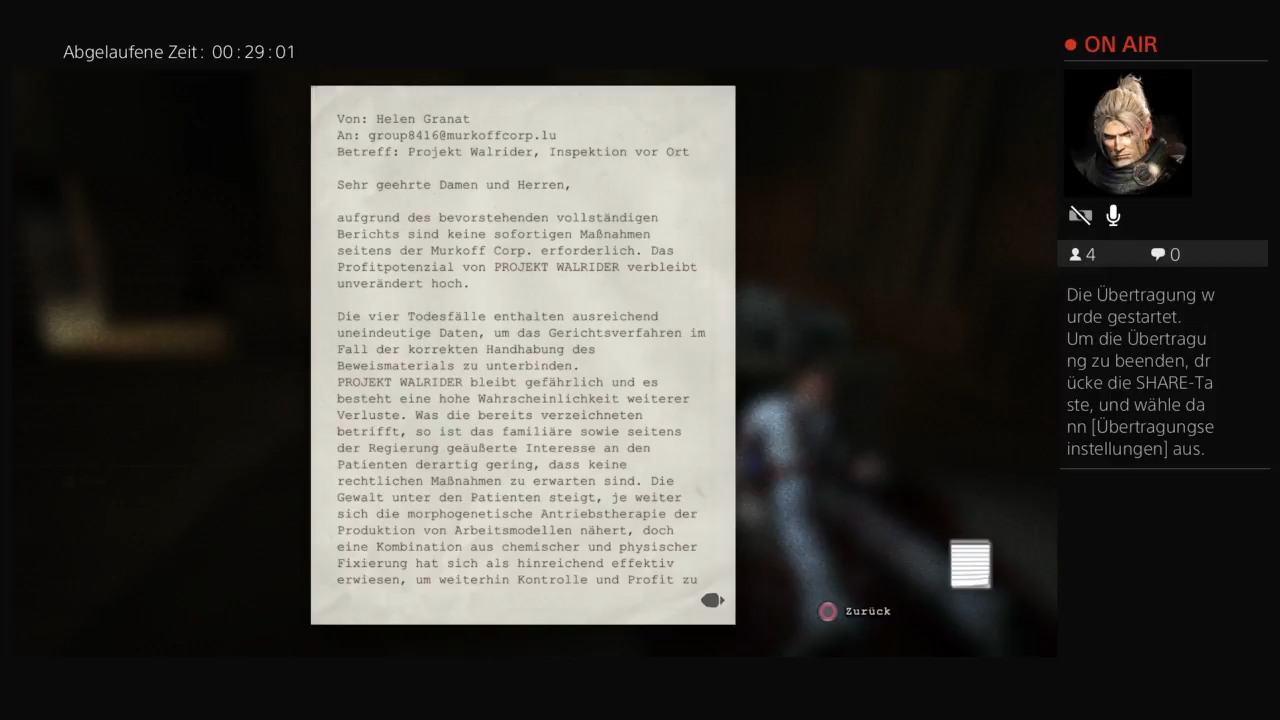 Abgelaufene Zeit: 00:29:01
Von: Helen Granat
An: group8416@murkoffcorp.lu
Betreff: Projekt Walrider, Inspektion vor Ort
Sehr geehrte Damen und Herren,
aufgrund des bevorstehenden vollständigen
Berichts sind keine sofortigen Maßnahmen
seitens der Murkoff Corp. erforderlich. Das
Profitpotenzial von PROJEKT WALRIDER verbleibt
unverändert hoch.
Die vier Todesfälle enthalten ausreichend
uneindeutige Daten, um das Gerichtsverfahren im
Fall der korrekten Handhabung des
Beweismaterials zu unterbinden.
PROJEKT WALRIDER bleibt gefährlich und es
besteht eine hohe Wahrscheinlichkeit weiterer
Verluste. Was die bereits verzeichneten
betrifft, so ist das familiäre sowie seitens
der Regierung geäußerte Interesse an den
Patienten derartig gering, dass keine
rechtlichen Maßnahmen zu erwarten sind. Die
Gewalt unter den Patienten steigt, je weiter
sich die morphogenetische Antriebstherapie der
Produktion von Arbeitsmodellen nähert, doch
eine Kombination aus chemischer und physischer
Fixierung hat sich als hinreichend effektiv
erwiesen, um weiterhin Kontrolle und Profit zu
Zurück
ON AIR
4 0
Die Übertragung w
urde gestartet.
Um die Übertragu
ng zu beenden, dr
ücke die SHARE-Ta
ste, und wähle da
nn [Übertragungse
instellungen] aus.